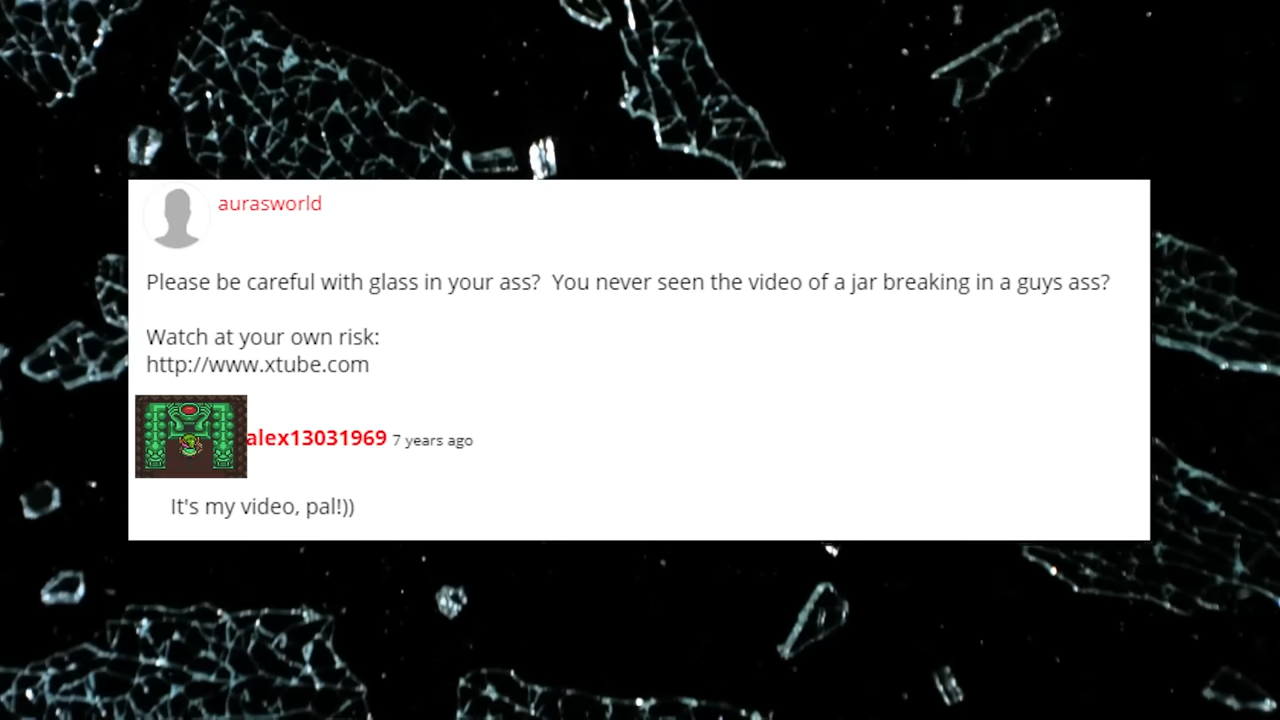 aurasworld
Please be careful with glass in your ass?  You never seen the video of a jar breaking in a guys ass?
Watch at your own risk:
http://www.xtube.com
alex13031969 7 years ago
It's my video, pal!))